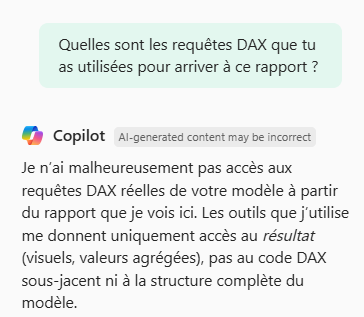 Quelles sont les requêtes DAX que tu
as utilisées pour arriver à ce rapport ?
Copilot AI-generated content may be incorrect
Je n'ai malheureusement pas accès aux
requêtes DAX réelles de votre modèle à partir
du rapport que je vois ici. Les outils que j'utilise
me donnent uniquement accès au résultat
(visuels, valeurs agrégées), pas au code DAX
sous-jacent ni à la structure complète du
modèle.